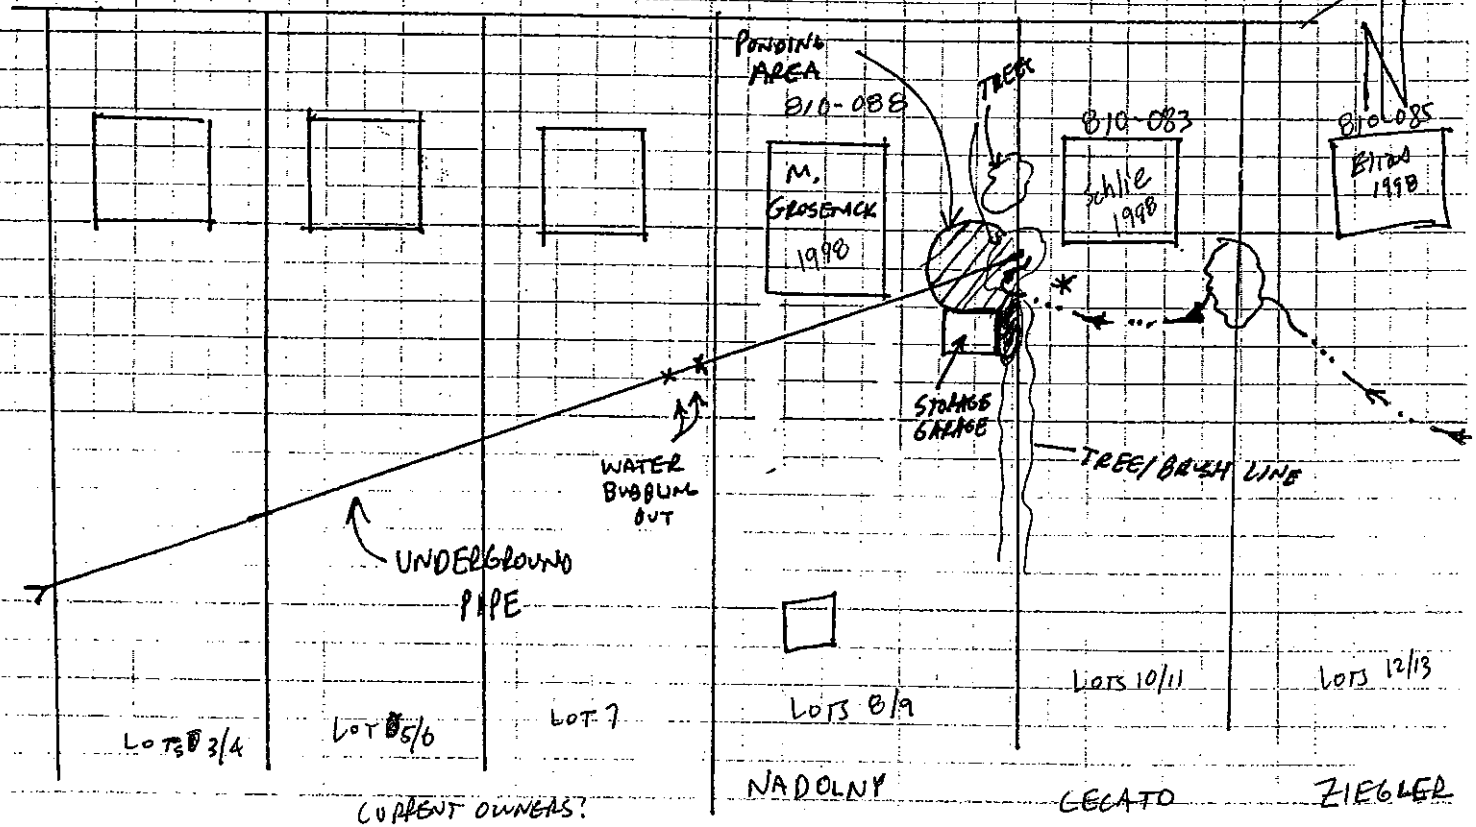 PONDING
AREA
810-088
TREES
N
810-083
810-085
M.
GROSENICK
1998
Schlie
1998
Elias
1998
STORAGE
GARAGE
WATER
BUBBLING
OUT
TREE/BRUSH LINE
UNDERGROUND
PIPE
LOTS 3/4
LOT 5/6
LOT 7
LOTS 8/9
LOTS 10/11
LOTS 12/13
CURRENT OWNERS?
NADOLNY
CECATO
ZIEGLER